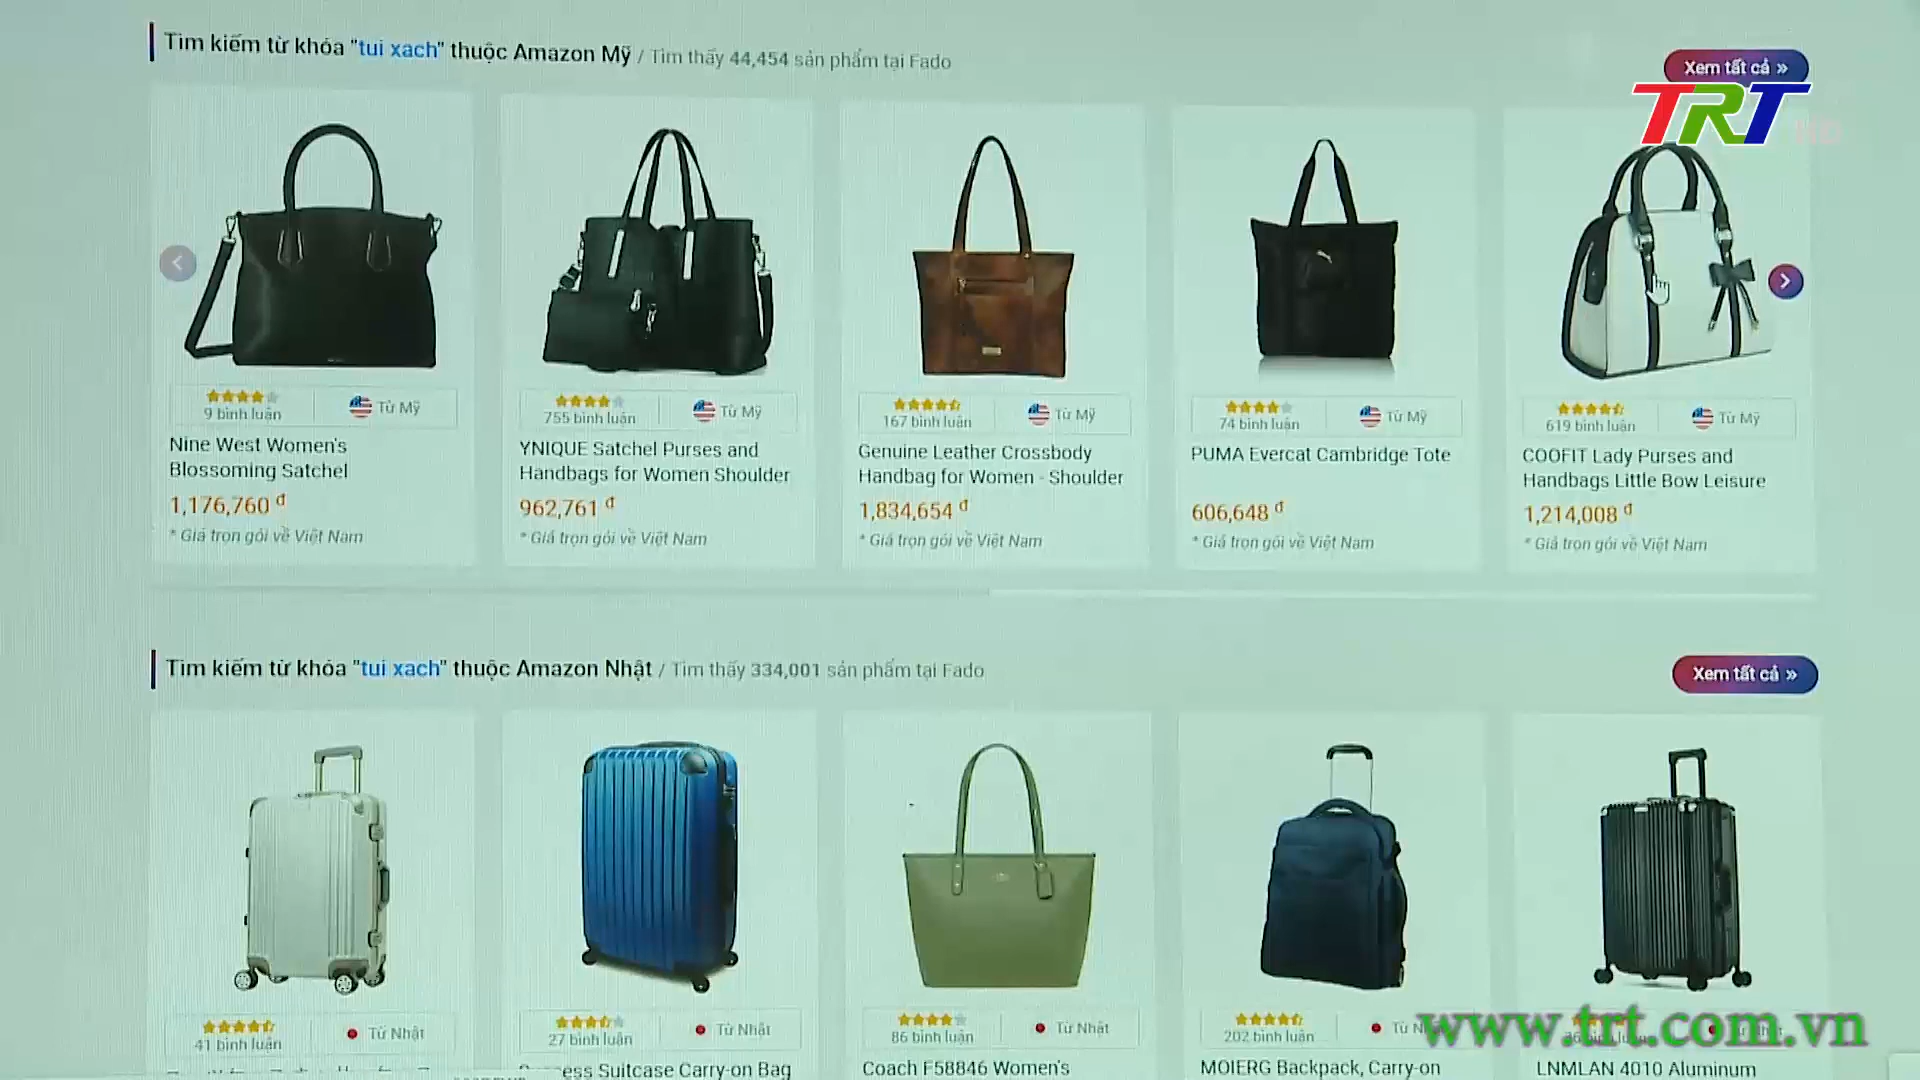 Tìm kiếm từ khóa "tui xach" thuộc Amazon Mỹ / Tìm thấy 44,454 sản phẩm tại Fado
Xem tất cả »
TRT HD
9 bình luận
Từ Mỹ
755 bình luận
Từ Mỹ
167 bình luận
Từ Mỹ
74 bình luận
Từ Mỹ
619 bình luận
Từ Mỹ
Nine West Women's
Blossoming Satchel
1,176,760 đ
* Giá trọn gói về Việt Nam
YNIQUE Satchel Purses and
Handbags for Women Shoulder
962,761 đ
* Giá trọn gói về Việt Nam
Genuine Leather Crossbody
Handbag for Women - Shoulder
1,834,654 đ
* Giá trọn gói về Việt Nam
PUMA Evercat Cambridge Tote
606,648 đ
* Giá trọn gói về Việt Nam
COOFIT Lady Purses and
Handbags Little Bow Leisure
1,214,008 đ
* Giá trọn gói về Việt Nam
Tìm kiếm từ khóa "tui xach" thuộc Amazon Nhật / Tìm thấy 334,001 sản phẩm tại Fado
Xem tất cả »
41 bình luận
Từ Nhật
27 bình luận
Từ Nhật
86 bình luận
Từ Nhật
202 bình luận
Từ
www.trt.com.vn
Suitcase Carry-on Bag
Coach F58846 Women's
MOIERG Backpack, Carry-on
LNMLAN 4010 Aluminum